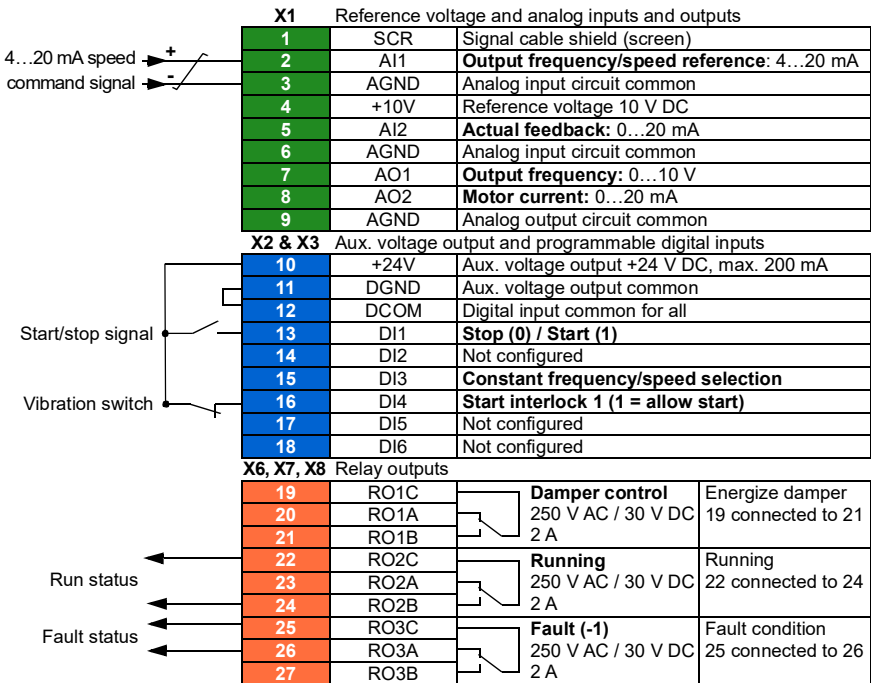 X1 Reference voltage and analog inputs and outputs
1 SCR Signal cable shield (screen)
4…20 mA speed + 2 AI1 Output frequency/speed reference: 4…20 mA
command signal - 3 AGND Analog input circuit common
4 +10V Reference voltage 10 V DC
5 AI2 Actual feedback: 0…20 mA
6 AGND Analog input circuit common
7 AO1 Output frequency: 0…10 V
8 AO2 Motor current: 0…20 mA
9 AGND Analog output circuit common
X2 & X3 Aux. voltage output and programmable digital inputs
10 +24V Aux. voltage output +24 V DC, max. 200 mA
11 DGND Aux. voltage output common
12 DCOM Digital input common for all
Start/stop signal 13 DI1 Stop (0) / Start (1)
14 DI2 Not configured
15 DI3 Constant frequency/speed selection
Vibration switch 16 DI4 Start interlock 1 (1 = allow start)
17 DI5 Not configured
18 DI6 Not configured
X6, X7, X8 Relay outputs
19 RO1C Damper control Energize damper
20 RO1A 250 V AC / 30 V DC 19 connected to 21
21 RO1B 2 A
22 RO2C Running Running
Run status 23 RO2A 250 V AC / 30 V DC 22 connected to 24
24 RO2B 2 A
Fault status 25 RO3C Fault (-1) Fault condition
26 RO3A 250 V AC / 30 V DC 25 connected to 26
27 RO3B 2 A